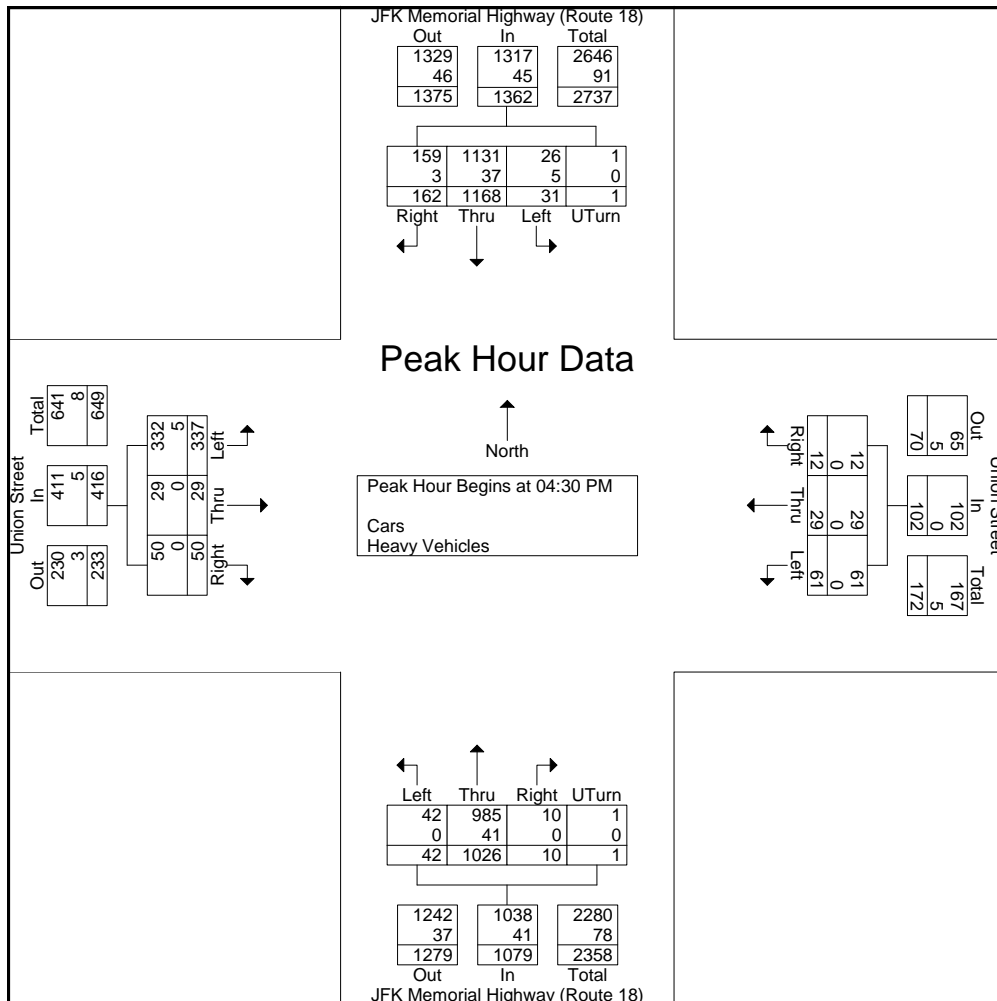 JFK Memorial Highway (Route 18)
Out In Total
1329 1317 2646
46 45 91
1375 1362 2737
159 1131 26 1
3 37 5 0
162 1168 31 1
Right Thru Left UTurn
Peak Hour Data
North
Peak Hour Begins at 04:30 PM
Cars
Heavy Vehicles
Union Street
Out In Total
230 411 641
3 5 8
233 416 649
50 29 332
0 0 5
50 29 337
Right Thru Left
Union Street
Out In Total
65 102 167
5 0 5
70 102 172
12 29 61
0 0 0
12 29 61
Right Thru Left
Left Thru Right UTurn
42 985 10 1
0 41 0 0
42 1026 10 1
1242 1038 2280
37 41 78
1279 1079 2358
Out In Total
JFK Memorial Highway (Route 18)